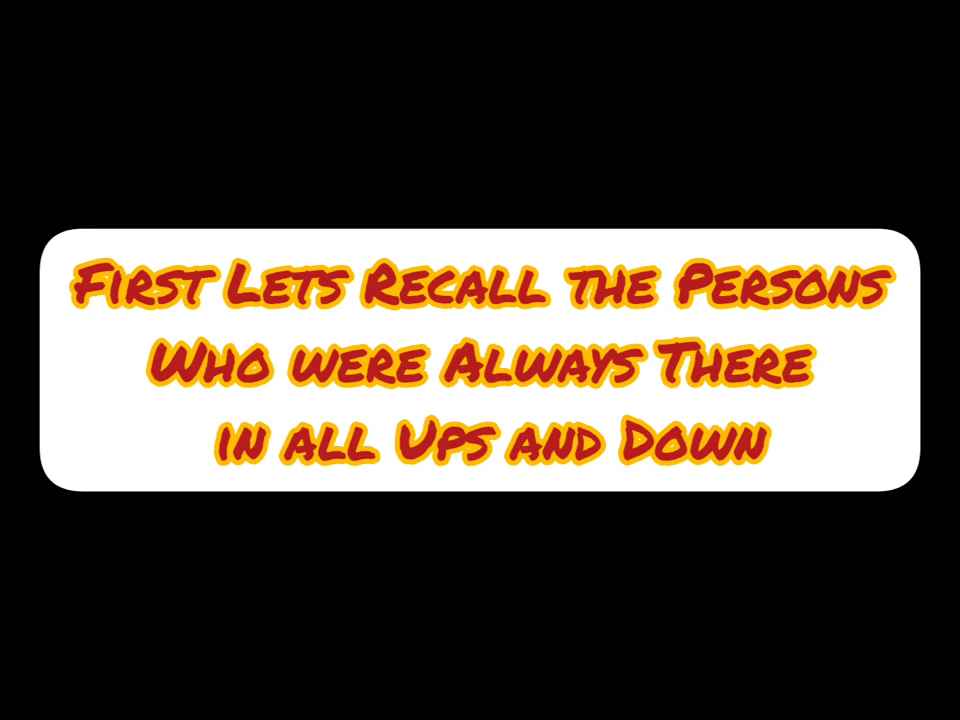 First Lets Recall the Persons
Who were Always There
in all Ups and Down